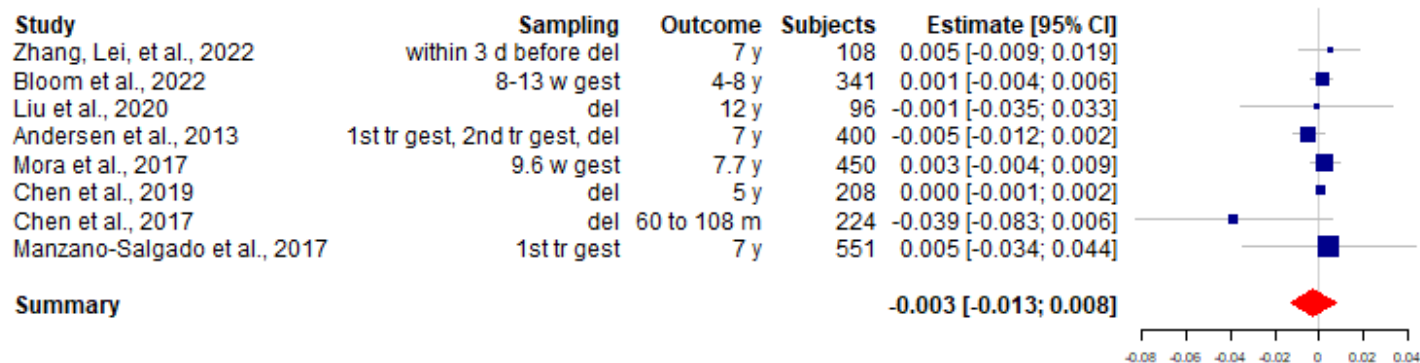 Study Sampling Outcome Subjects Estimate [95% CI]
Zhang, Lei, et al., 2022 within 3 d before del 7 y 108 0.005 [-0.009; 0.019]
Bloom et al., 2022 8-13 w gest 4-8 y 341 0.001 [-0.004; 0.006]
Liu et al., 2020 del 12 y 96 -0.001 [-0.035; 0.033]
Andersen et al., 2013 1st tr gest, 2nd tr gest, del 7 y 400 -0.005 [-0.012; 0.002]
Mora et al., 2017 9.6 w gest 7.7 y 450 0.003 [-0.004; 0.009]
Chen et al., 2019 del 5 y 208 0.000 [-0.001; 0.002]
Chen et al., 2017 del 60 to 108 m 224 -0.039 [-0.083; 0.006]
Manzano-Salgado et al., 2017 1st tr gest 7 y 551 0.005 [-0.034; 0.044]
Summary -0.003 [-0.013; 0.008]
-0.08 -0.06 -0.04 -0.02 0 0.02 0.04